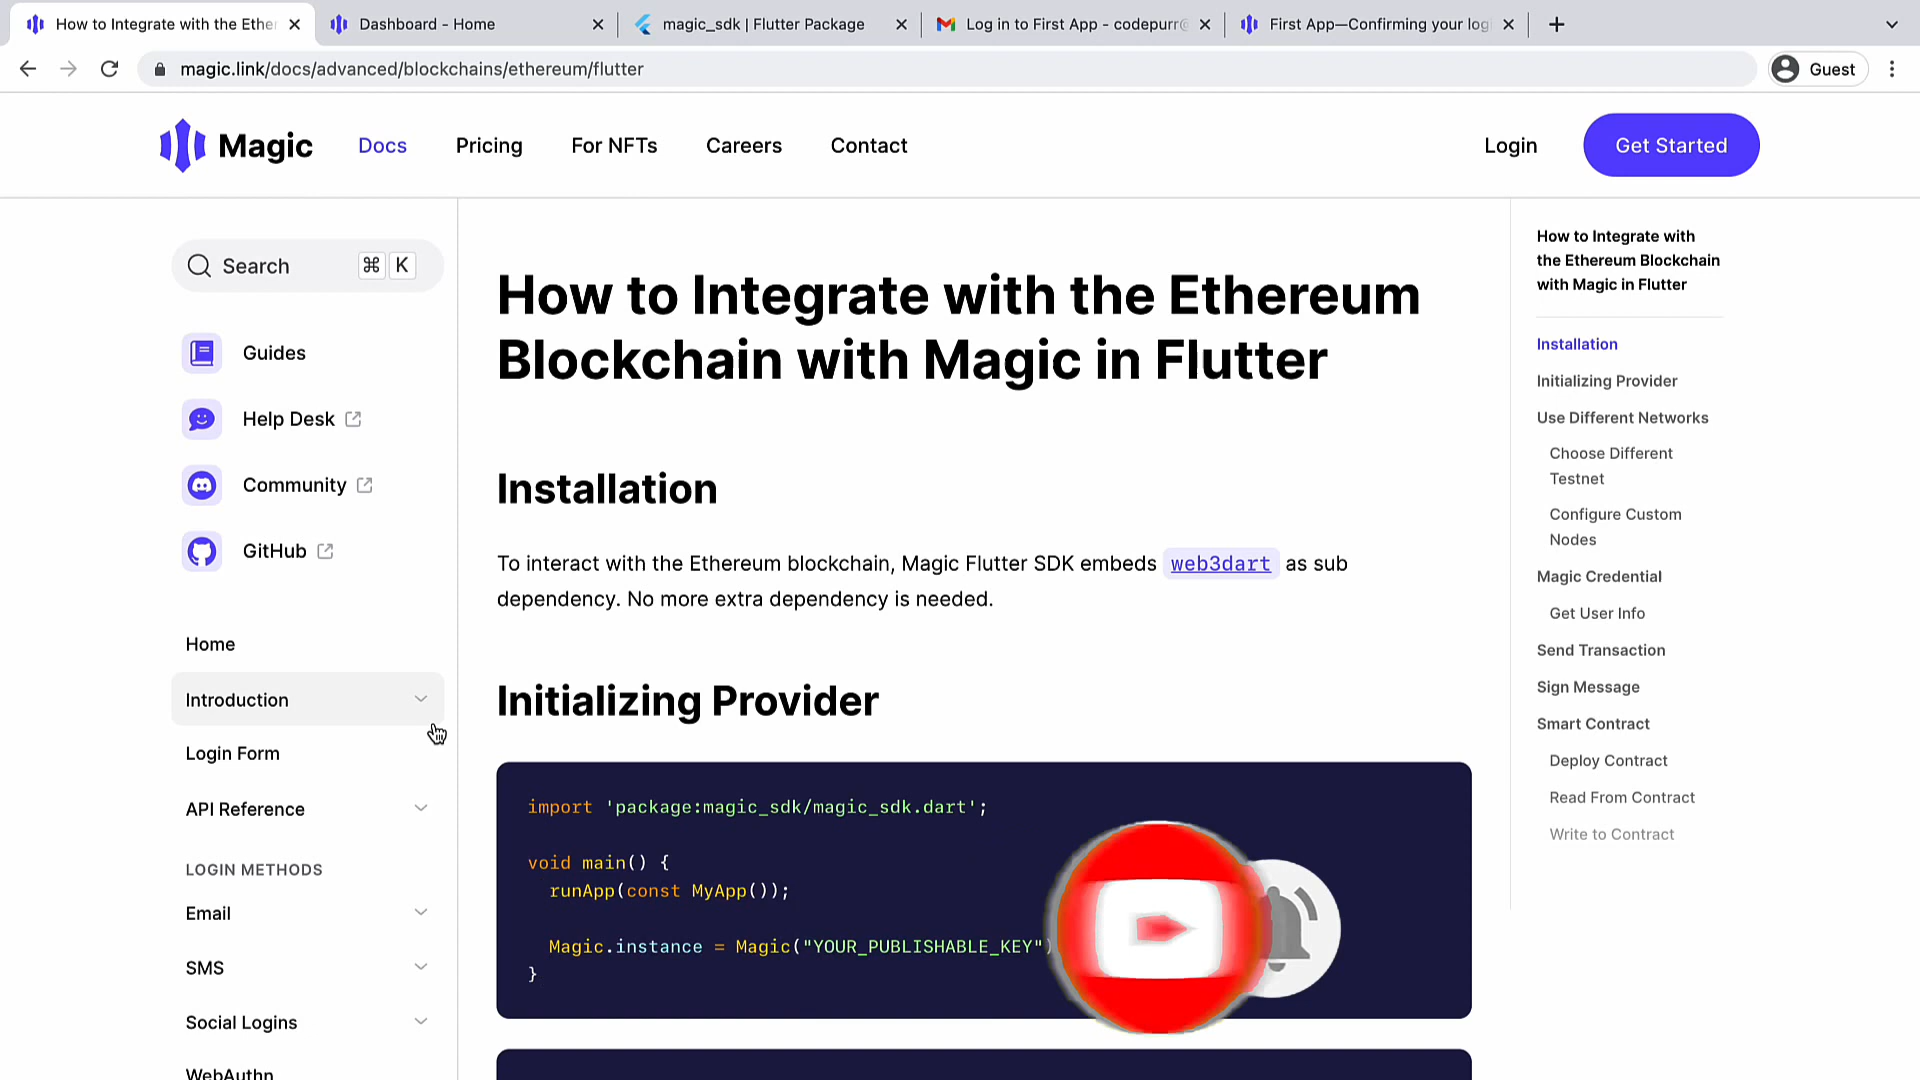 How to Integrate with the Ether
Dashboard - Home
magic_sdk | Flutter Package
Log in to First App - codepurr@
First App—Confirming your logi
magic.link/docs/advanced/blockchains/ethereum/flutter
Guest
Magic
Docs
Pricing
For NFTs
Careers
Contact
Login
Get Started
Search
⌘ K
Guides
Help Desk
Community
GitHub
Home
Introduction
Login Form
API Reference
LOGIN METHODS
Email
SMS
Social Logins
WebAuthn
How to Integrate with the Ethereum
Blockchain with Magic in Flutter
Installation
To interact with the Ethereum blockchain, Magic Flutter SDK embeds web3dart as sub
dependency. No more extra dependency is needed.
Initializing Provider
import 'package:magic_sdk/magic_sdk.dart';
void main() {
runApp(const MyApp());
Magic.instance = Magic("YOUR_PUBLISHABLE_KEY")
}
How to Integrate with
the Ethereum Blockchain
with Magic in Flutter
Installation
Initializing Provider
Use Different Networks
Choose Different
Testnet
Configure Custom
Nodes
Magic Credential
Get User Info
Send Transaction
Sign Message
Smart Contract
Deploy Contract
Read From Contract
Write to Contract